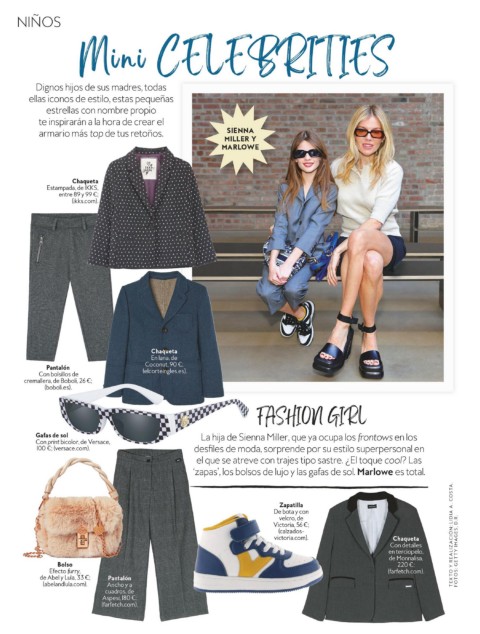 NIÑOS
Mini CELEBRITIES
Dignos hijos de sus madres, todas
ellas iconos de estilo, estas pequeñas
estrellas con nombre propio
te inspirarán a la hora de crear el
armario más top de tus retoños.
SIENNA
MILLER Y
MARLOWE
Chaqueta
Estampada, de IKKS,
entre 89 y 99 €;
(ikks.com).
Chaqueta
En lana, de
Coconut, 90 €;
(elcorteingles.es).
Pantalón
Con bolsillos de
cremallera, de Boboli, 26 €;
(boboli.es).
Gafas de sol
Con print bicolor, de Versace,
100 €; (versace.com).
FASHION GIRL
La hija de Sienna Miller, que ya ocupa los frontows en los
desfiles de moda, sorprende por su estilo superpersonal en
el que se atreve con trajes tipo sastre. ¿El toque cool? Las
'zapas', los bolsos de lujo y las gafas de sol. Marlowe es total.
Bolso
Efecto furry,
de Abel y Lula, 33 €;
(abelandlula.com).
Pantalón
Ancho y a
cuadros, de
Aspesi, 180 €;
(farfetch.com).
Zapatilla
De bota y con
velcro, de
Victoria, 56 €;
(calzados-
victoria.com).
Chaqueta
Con detalles
en terciopelo,
de Monnalisa,
220 €;
(farfetch.com).
TEXTO Y REALIZACIÓN: LIDIA A. COSTA.
FOTOS: GETTY IMAGES, D.R.